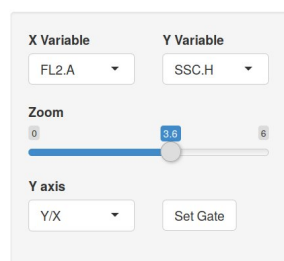 X Variable Y Variable
FL2.A SSC.H
Zoom
0 3.6 6
Y axis
Y/X Set Gate